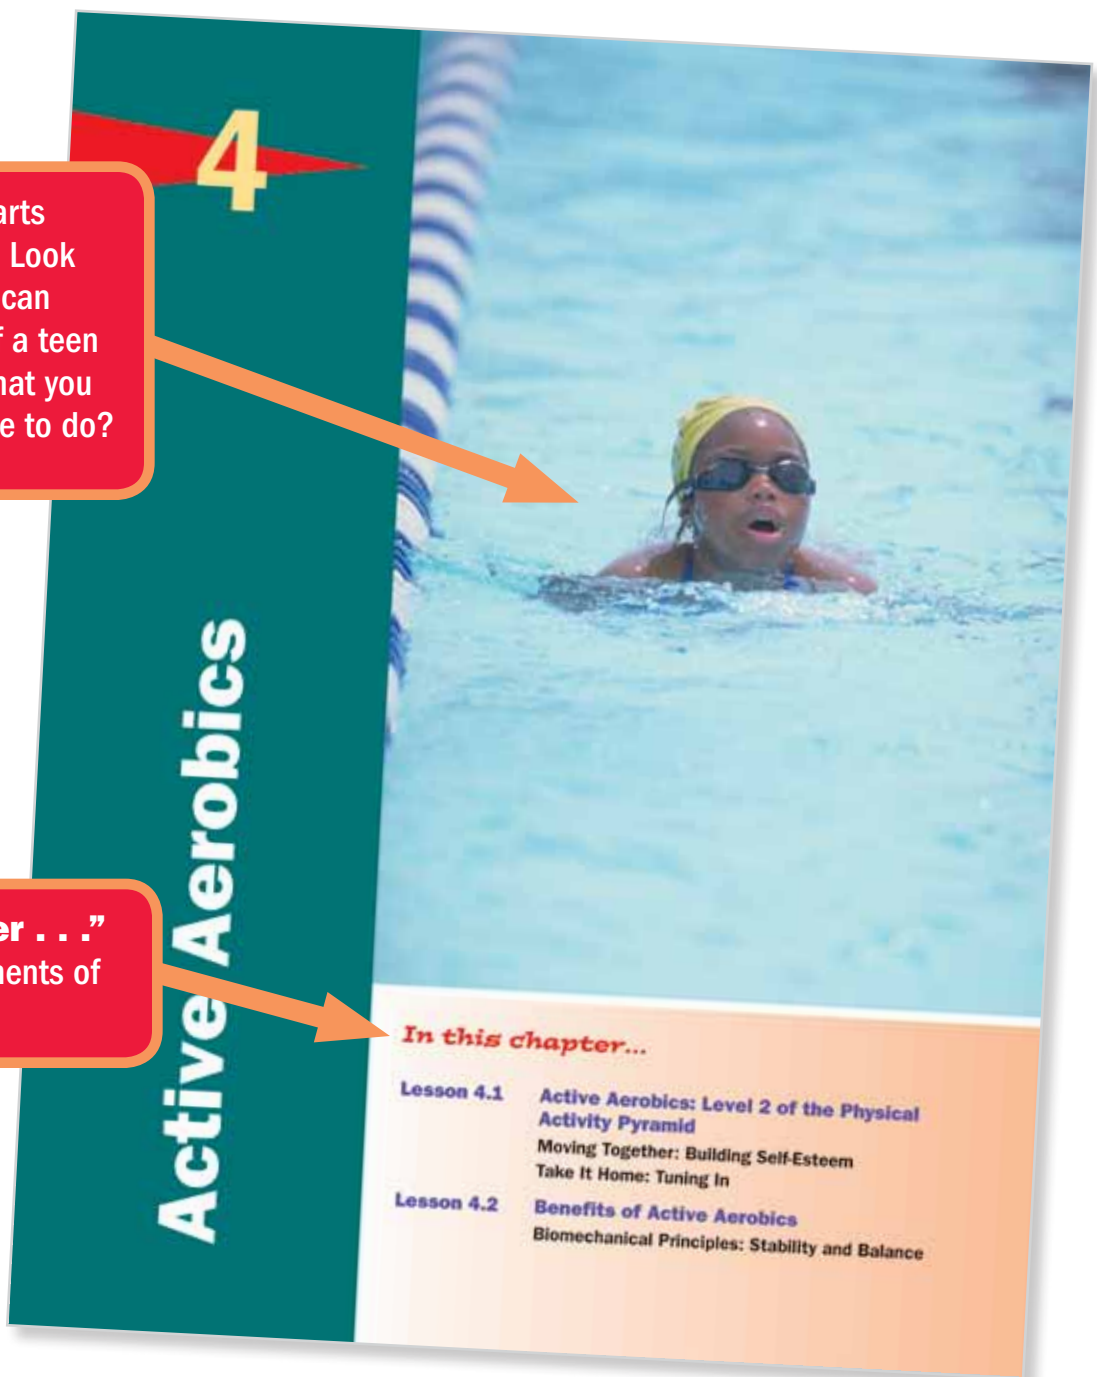 4
arts
Look
can
f a teen
hat you
e to do?
Active Aerobics
er . . .”
nents of
In this chapter...
Lesson 4.1 Active Aerobics: Level 2 of the Physical
Activity Pyramid
Moving Together: Building Self-Esteem
Take It Home: Tuning In
Lesson 4.2 Benefits of Active Aerobics
Biomechanical Principles: Stability and Balance